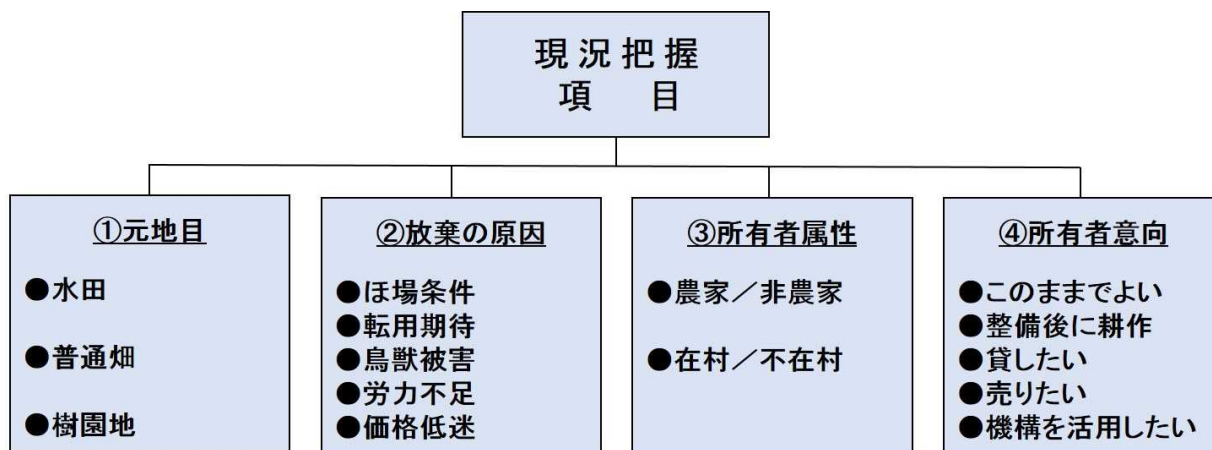 現況把握
項　目
①元地目
●水田
●普通畑
●樹園地
②放棄の原因
●ほ場条件
●転用期待
●鳥獣被害
●労力不足
●価格低迷
③所有者属性
●農家／非農家
●在村／不在村
④所有者意向
●このままでよい
●整備後に耕作
●貸したい
●売りたい
●機構を活用したい